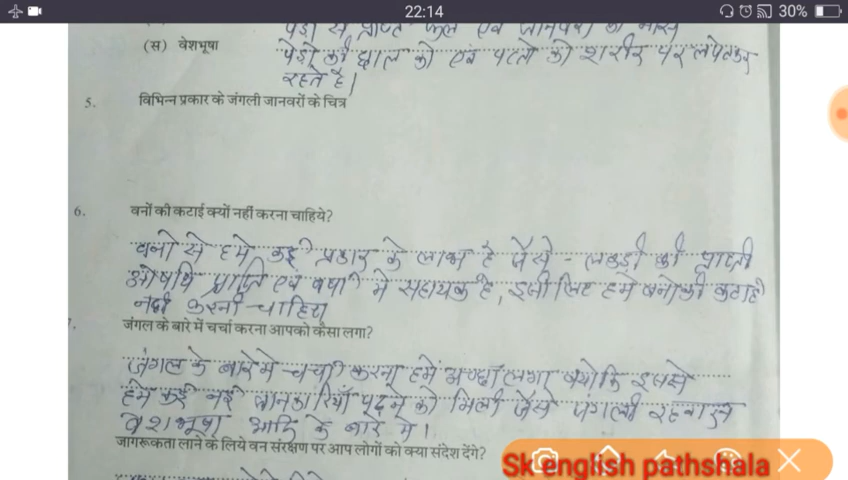 22:14
30%
पेड़ो से प्राप्त फल एवं जानवरो का मांस
(स) वेशभूषा
पेड़ो की छाल को एवं पत्तो को शरीर पर लपेटकर
रहते है।
5. विभिन्न प्रकार के जंगली जानवरों के चित्र
6. वनों की कटाई क्यों नहीं करना चाहिये?
वनो से हमे कई प्रकार के लाभ है जैसे - लकड़ी की प्राप्ती
औषधि प्राप्ति एवं वर्षा मे सहायक है, इसीलिए हमे वनो की कटाई
नही करनी चाहिए
7. जंगल के बारे में चर्चा करना आपको कैसा लगा?
जंगल के बारे मे चर्चा करना हमें अच्छा लगा क्योकि इससे
हमे कई नई जानकारियाँ पढ़ने को मिली जैसे जंगली
वेशभूषा आदि के बारे मे।
जागरूकता लाने के लिये वन संरक्षण पर आप लोगों को क्या संदेश देंगे?
Sk english pathshala